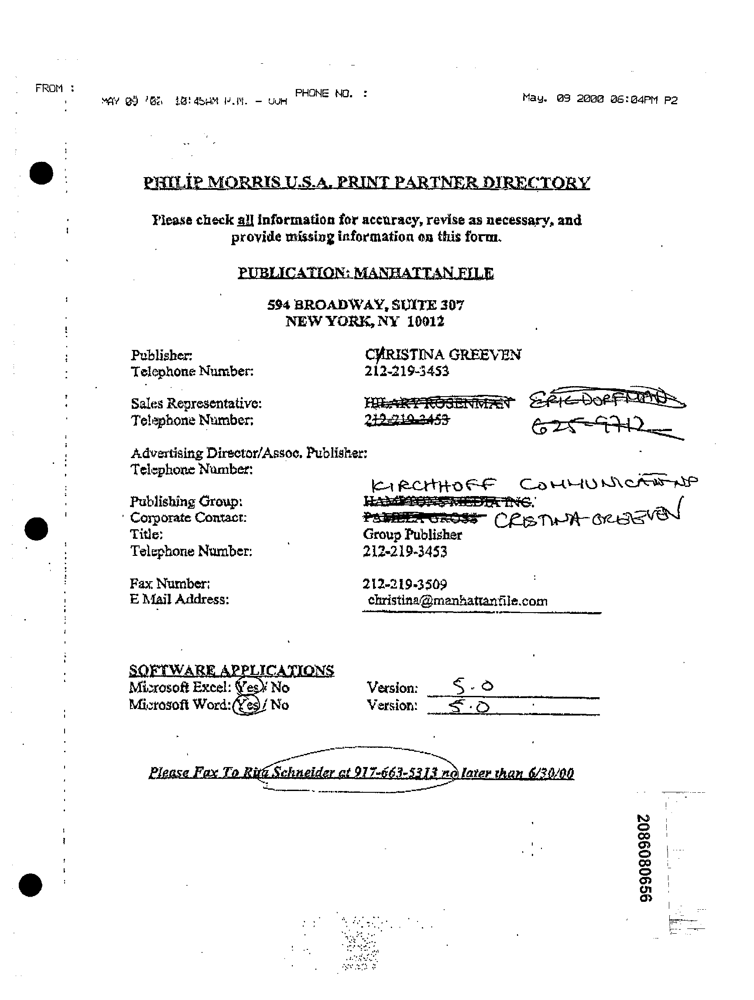 FROM :
PHONE NO. :
May. 09 2000 06:04PM P2
PHILIP MORRIS U.S.A. PRINT PARTNER DIRECTORY
Please check all information for accuracy, revise as necessary, and
provide missing information on this form.
PUBLICATION: MANHATTAN FILE
594 BROADWAY, SUITE 307
NEW YORK, NY 10012
Publisher: CHRISTINA GREEVEN
Telephone Number: 212-219-3453
Sales Representative: HILARY ROSENMAN ERIC DORFMAN
Telephone Number: 212-219-3453 625-9712
Advertising Director/Assoc. Publisher:
Telephone Number:
KIRCHHOFF COMMUNICATIONS
Publishing Group: HAMPTONS MEDIA INC.
Corporate Contact: PAMELA GROSS CRISTINA GREEVEN
Title: Group Publisher
Telephone Number: 212-219-3453
Fax Number: 212-219-3509
E Mail Address: christina@manhattanfile.com
SOFTWARE APPLICATIONS
Microsoft Excel: Yes / No Version: 5.0
Microsoft Word: Yes / No Version: 5.0
Please Fax To Rita Schneider at 917-663-5313 no later than 6/30/00
2086080656